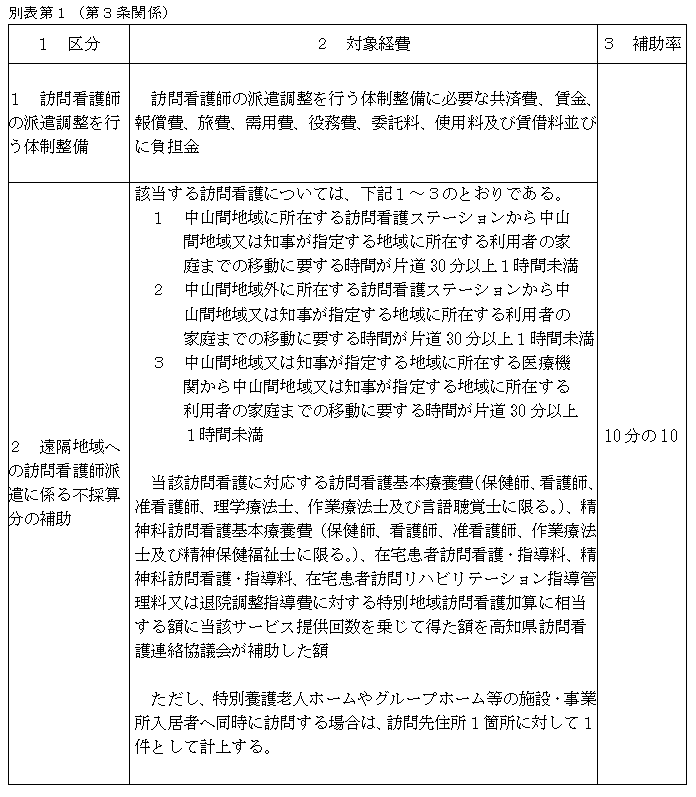 別表第１（第３条関係）
１　区分
２　対象経費
３　補助率
１　訪問看護師
の派遣調整を行
う体制整備
訪問看護師の派遣調整を行う体制整備に必要な共済費、賃金、
報償費、旅費、需用費、役務費、委託料、使用料及び賃借料並び
に負担金
２　遠隔地域へ
の訪問看護師派
遣に係る不採算
分の補助
該当する訪問看護については、下記１～３のとおりである。
１　中山間地域に所在する訪問看護ステーションから中山
間地域又は知事が指定する地域に所在する利用者の家
庭までの移動に要する時間が片道30分以上１時間未満
２　中山間地域外に所在する訪問看護ステーションから中
山間地域又は知事が指定する地域に所在する利用者の
家庭までの移動に要する時間が片道30分以上１時間未満
３　中山間地域又は知事が指定する地域に所在する医療機
関から中山間地域又は知事が指定する地域に所在する
利用者の家庭までの移動に要する時間が片道30分以上
１時間未満
当該訪問看護に対応する訪問看護基本療養費(保健師、看護師、
准看護師、理学療法士、作業療法士及び言語聴覚士に限る。)、精
神科訪問看護基本療養費（保健師、看護師、准看護師、作業療法
士及び精神保健福祉士に限る。）、在宅患者訪問看護・指導料、精
神科訪問看護・指導料、在宅患者訪問リハビリテーション指導管
理料又は退院調整指導費に対する特別地域訪問看護加算に相当
する額に当該サービス提供回数を乗じて得た額を高知県訪問看
護連絡協議会が補助した額
ただし、特別養護老人ホームやグループホーム等の施設・事業
所入居者へ同時に訪問する場合は、訪問先住所１箇所に対して１
件として計上する。
10分の10